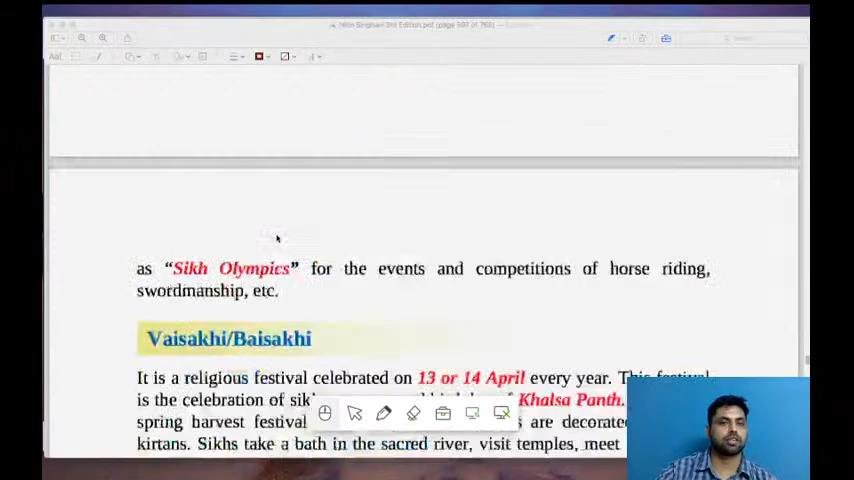 as “Sikh Olympics” for the events and competitions of horse riding,
swordmanship, etc.
Vaisakhi/Baisakhi
It is a religious festival celebrated on 13 or 14 April every year. This festival
is the celebration of Khalsa Panth.
spring harvest festival are decorated
kirtans. Sikhs take a bath in the sacred river, visit temples, meet